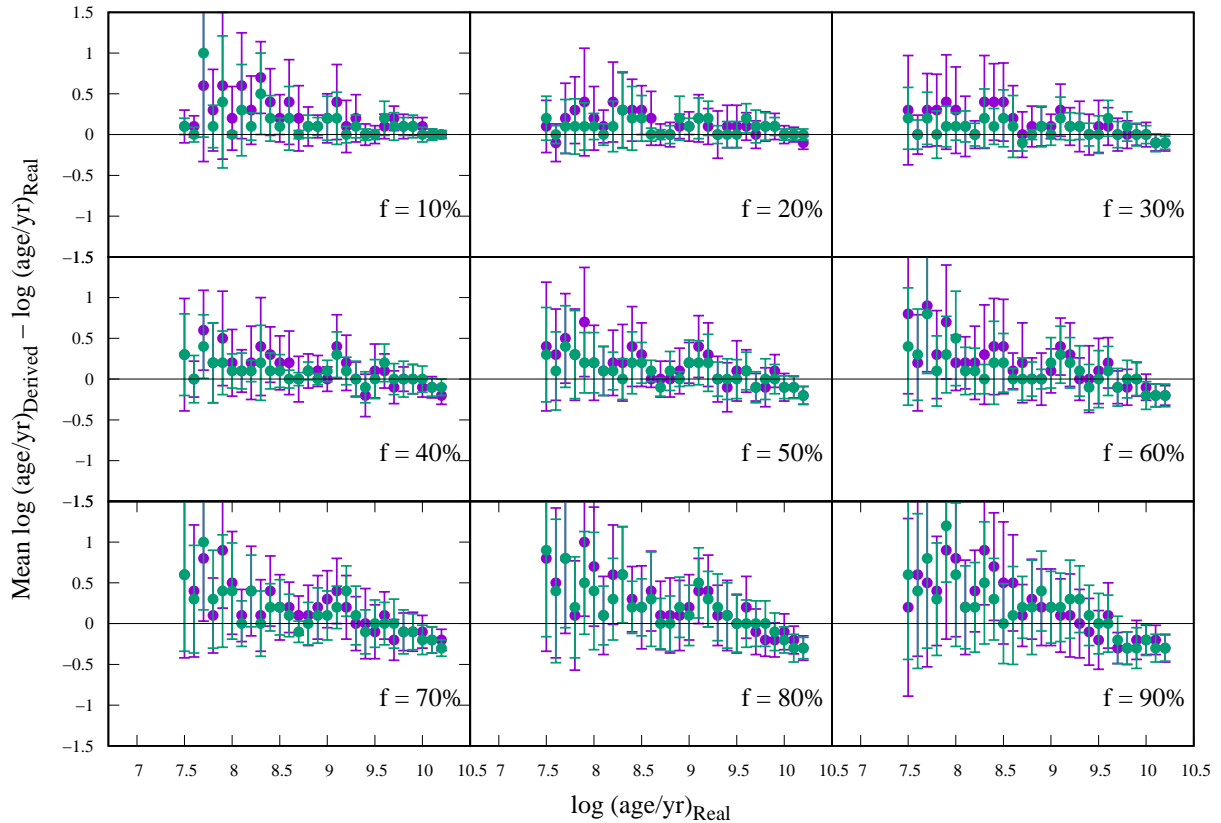 1.5
1
0.5
0
−0.5
−1
−1.5
f = 10%
f = 20%
f = 30%
1
0.5
0
−0.5
−1
−1.5
f = 40%
f = 50%
f = 60%
1
0.5
0
−0.5
−1
−1.5
f = 70%
f = 80%
f = 90%
Mean log (age/yr)Derived − log (age/yr)Real
7 7.5 8 8.5 9 9.5 10 10.5
7 7.5 8 8.5 9 9.5 10 10.5
7 7.5 8 8.5 9 9.5 10 10.5
log (age/yr)Real